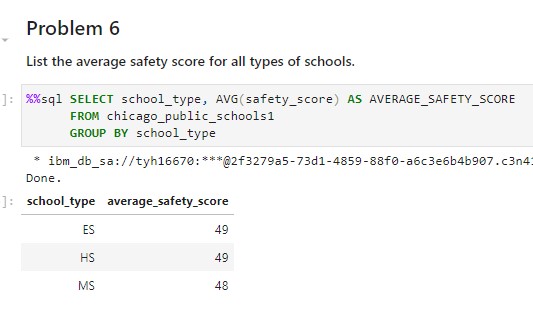 Problem 6
List the average safety score for all types of schools.
]: %%sql SELECT school_type, AVG(safety_score) AS AVERAGE_SAFETY_SCORE
FROM chicago_public_schools1
GROUP BY school_type
* ibm_db_sa://tyh16670:***@2f3279a5-73d1-4859-88f0-a6c3e6b4b907.c3n41
Done.
]: school_type average_safety_score
ES 49
HS 49
MS 48